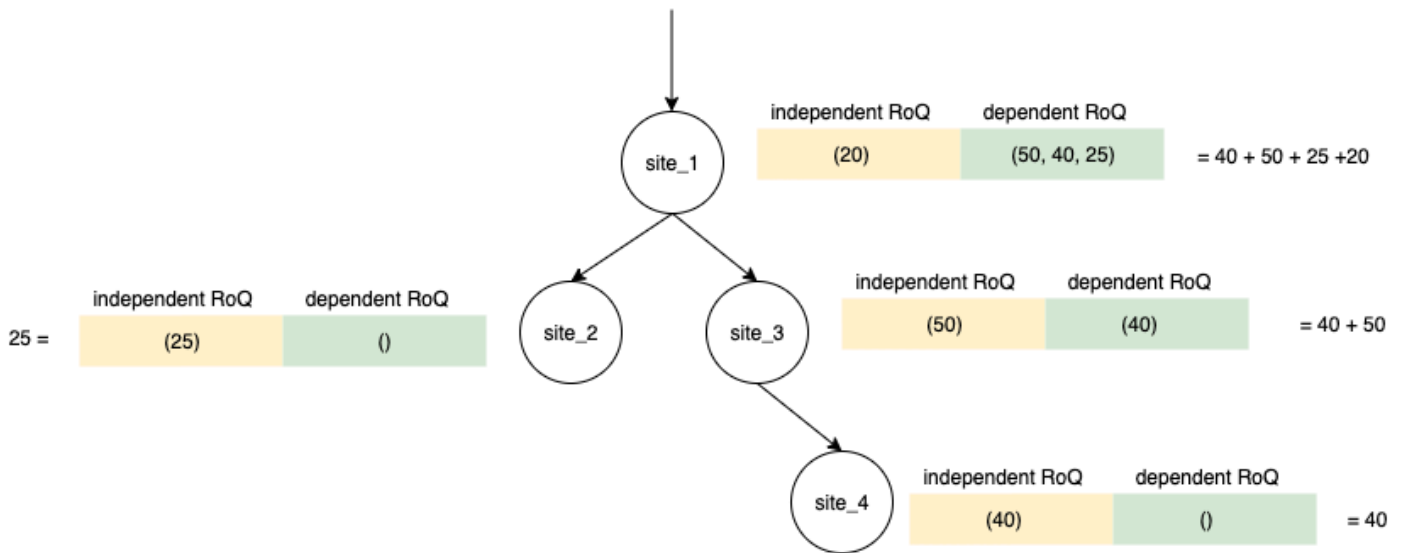 independent RoQ dependent RoQ
site_1 (20) (50, 40, 25) = 40 + 50 + 25 +20
independent RoQ dependent RoQ
independent RoQ dependent RoQ
25 = (25) () site_2 site_3 (50) (40) = 40 + 50
independent RoQ dependent RoQ
site_4 (40) () = 40